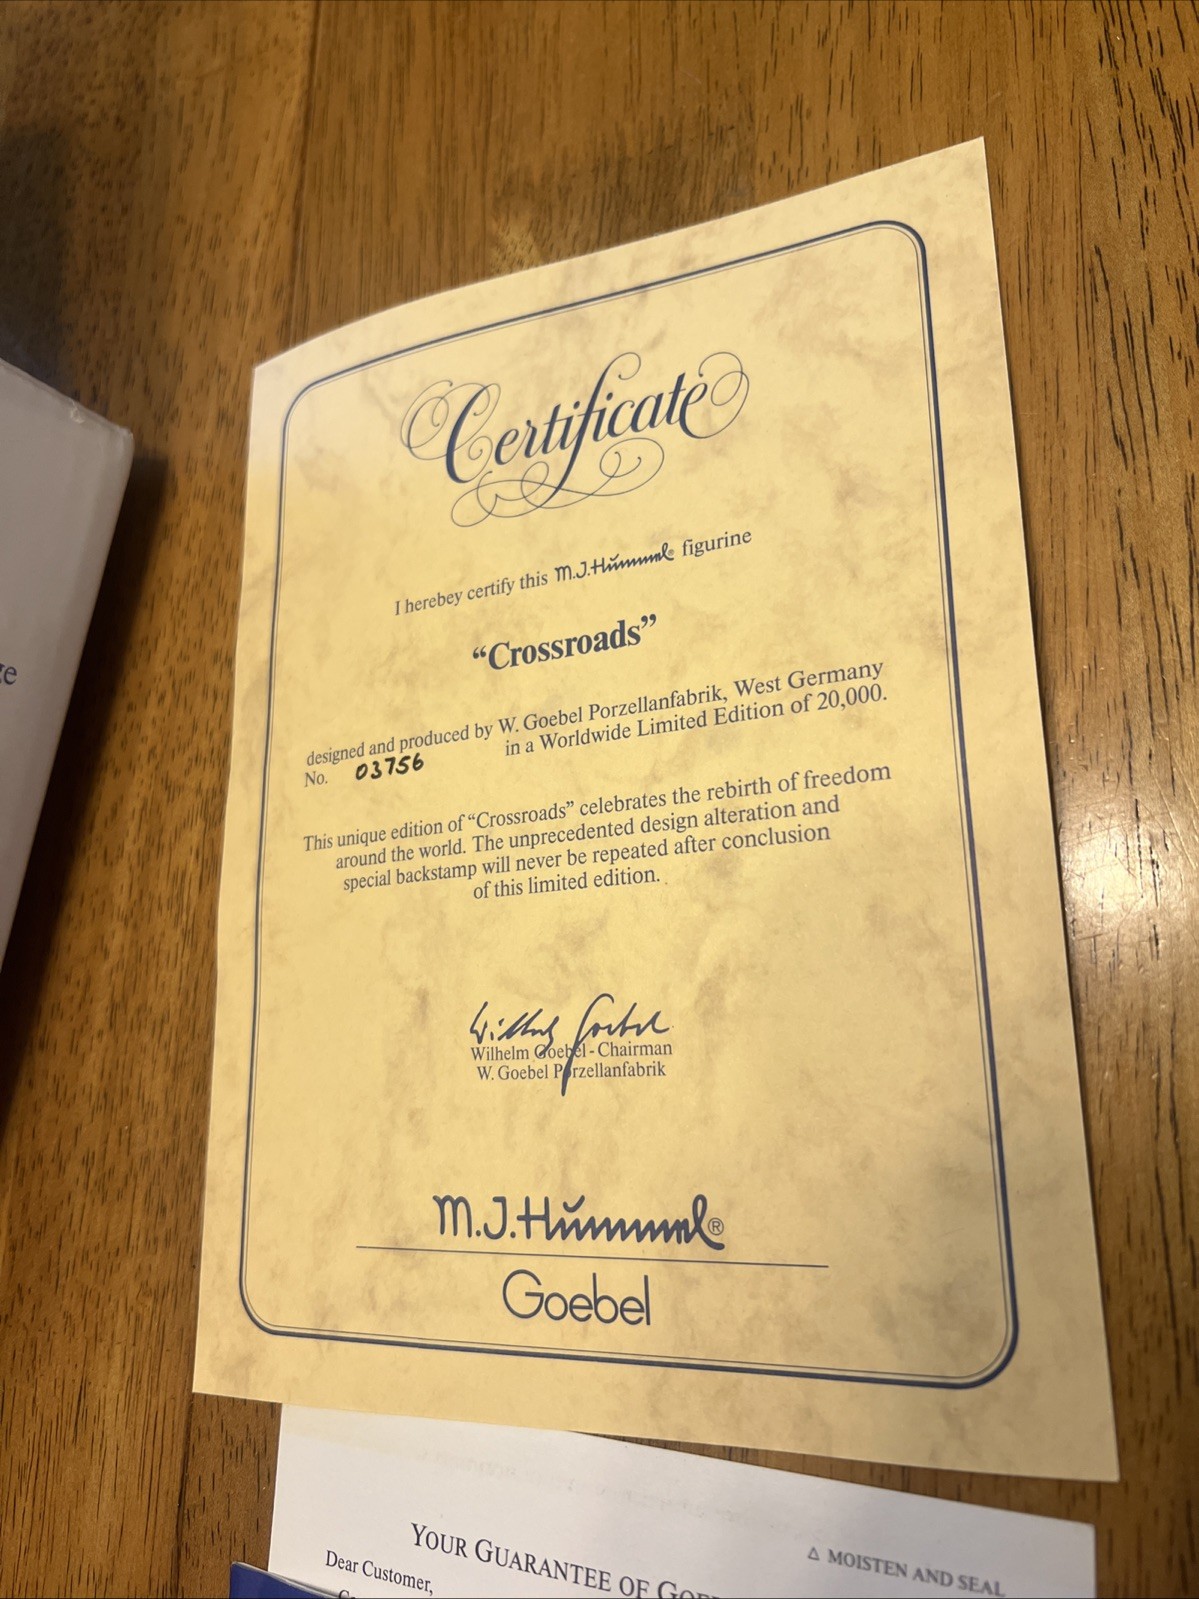 Certificate
I herebey certify this M.J.Hummel® figurine
“Crossroads”
designed and produced by W. Goebel Porzellanfabrik, West Germany
No. 03756 in a Worldwide Limited Edition of 20,000.
This unique edition of “Crossroads” celebrates the rebirth of freedom
around the world. The unprecedented design alteration and
special backstamp will never be repeated after conclusion
of this limited edition.
Wilhelm Goebel
Wilhelm Goebel - Chairman
W. Goebel Porzellanfabrik
M.J.Hummel®
Goebel
YOUR GUARANTEE OF
△ MOISTEN AND SEAL
Dear Customer,